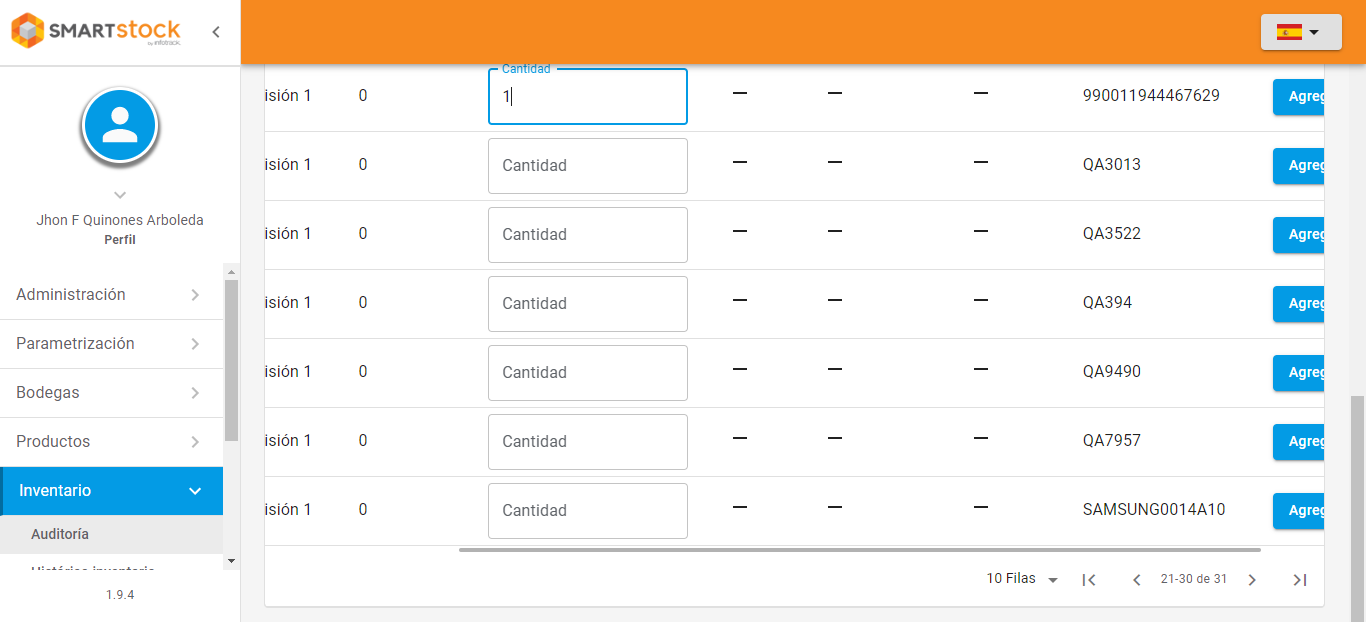 SMARTstock
by infotrack.
Jhon F Quinones Arboleda
Perfil
Administración
Parametrización
Bodegas
Productos
Inventario
Auditoría
Histórico inventario
1.9.4
Cantidad
isión 1 0 1 — — — 990011944467629 Agreg
isión 1 0 Cantidad — — — QA3013 Agreg
isión 1 0 Cantidad — — — QA3522 Agreg
isión 1 0 Cantidad — — — QA394 Agreg
isión 1 0 Cantidad — — — QA9490 Agreg
isión 1 0 Cantidad — — — QA7957 Agreg
isión 1 0 Cantidad — — — SAMSUNG0014A10 Agreg
10 Filas 21-30 de 31